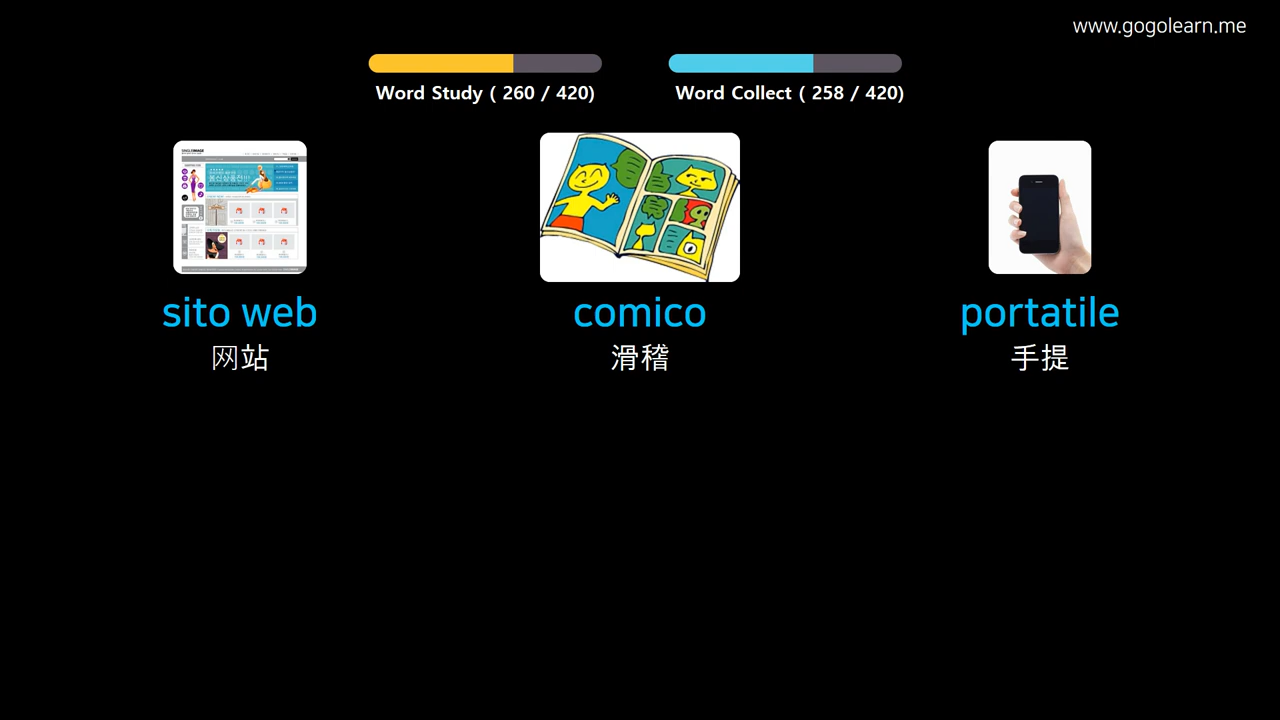 www.gogolearn.me
Word Study ( 260 / 420)
Word Collect ( 258 / 420)
sito web
comico
portatile
网站
滑稽
手提